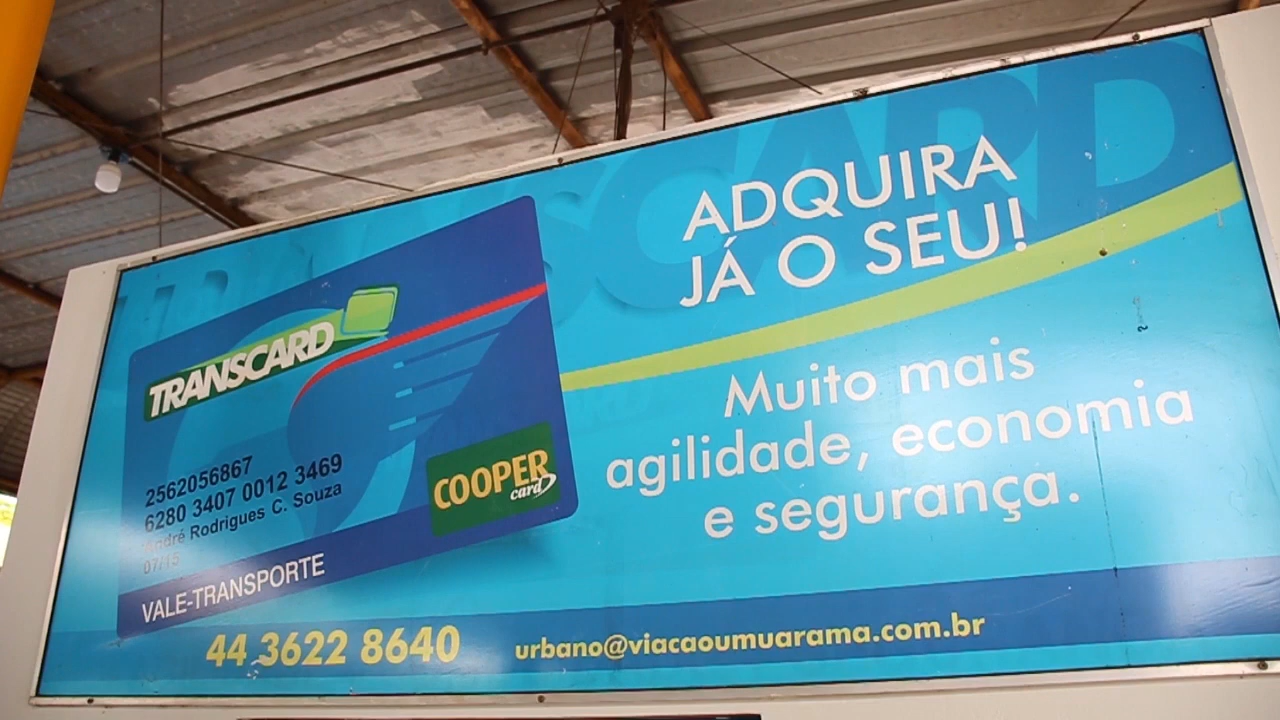 TRANSCARD
ADQUIRA
JÁ O SEU!
TRANSCARD
Muito mais
agilidade, economia
e segurança.
2562056867
6280 3407 0012 3469
André Rodrigues C. Souza
07/15
COOPER
card
VALE-TRANSPORTE
44 3622 8640
urbano@viacaoumuarama.com.br